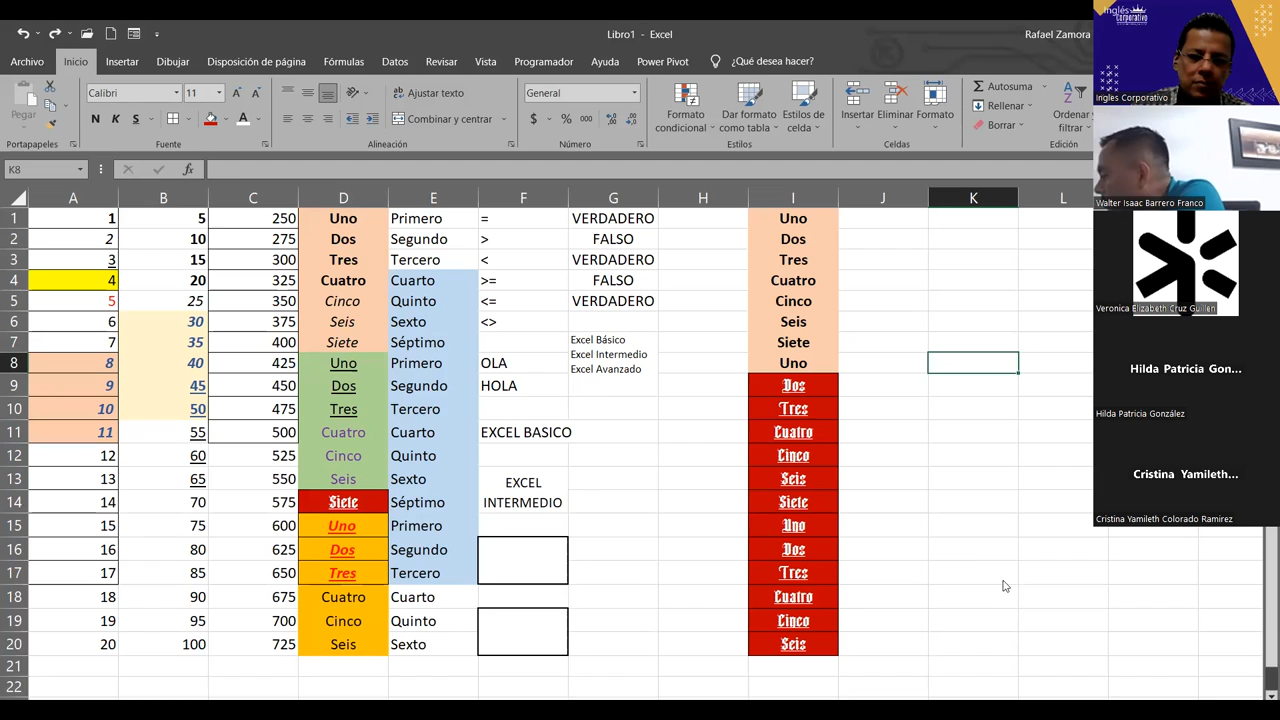 Libro1 - Excel
Rafael Zamora
Archivo Inicio Insertar Dibujar Disposición de página Fórmulas Datos Revisar Vista Programador Ayuda Power Pivot ¿Qué desea hacer?
Pegar
Calibri 11
N K S
Ajustar texto
Combinar y centrar
General
$ % 000
Formato condicional
Dar formato como tabla
Estilos de celda
Insertar Eliminar Formato
Autosuma
Rellenar
Borrar
Ordenar y filtrar
Portapapeles Fuente Alineación Número Estilos Celdas Edición
K8 fx
A B C D E F G H I J K L
1 1 5 250 Uno Primero = VERDADERO Uno
2 2 10 275 Dos Segundo > FALSO Dos
3 3 15 300 Tres Tercero < VERDADERO Tres
4 4 20 325 Cuatro Cuarto >= FALSO Cuatro
5 5 25 350 Cinco Quinto <= VERDADERO Cinco
6 6 30 375 Seis Sexto <> Seis
7 7 35 400 Siete Séptimo Excel Básico Siete
Excel Intermedio
8 8 40 425 Uno Primero OLA Excel Avanzado Uno
9 9 45 450 Dos Segundo HOLA Dos
10 10 50 475 Tres Tercero Tres
11 11 55 500 Cuatro Cuarto EXCEL BASICO Cuatro
12 12 60 525 Cinco Quinto Cinco
13 13 65 550 Seis Sexto EXCEL Seis
14 14 70 575 Siete Séptimo INTERMEDIO Siete
15 15 75 600 Uno Primero Uno
16 16 80 625 Dos Segundo Dos
17 17 85 650 Tres Tercero Tres
18 18 90 675 Cuatro Cuarto Cuatro
19 19 95 700 Cinco Quinto Cinco
20 20 100 725 Seis Sexto Seis
21
22
Inglés
Corporativo
Ingles Corporativo
Walter Isaac Barrero Franco
Veronica Elizabeth Cruz Guillen
Hilda Patricia Gon...
Hilda Patricia González
Cristina Yamileth...
Cristina Yamileth Colorado Ramirez